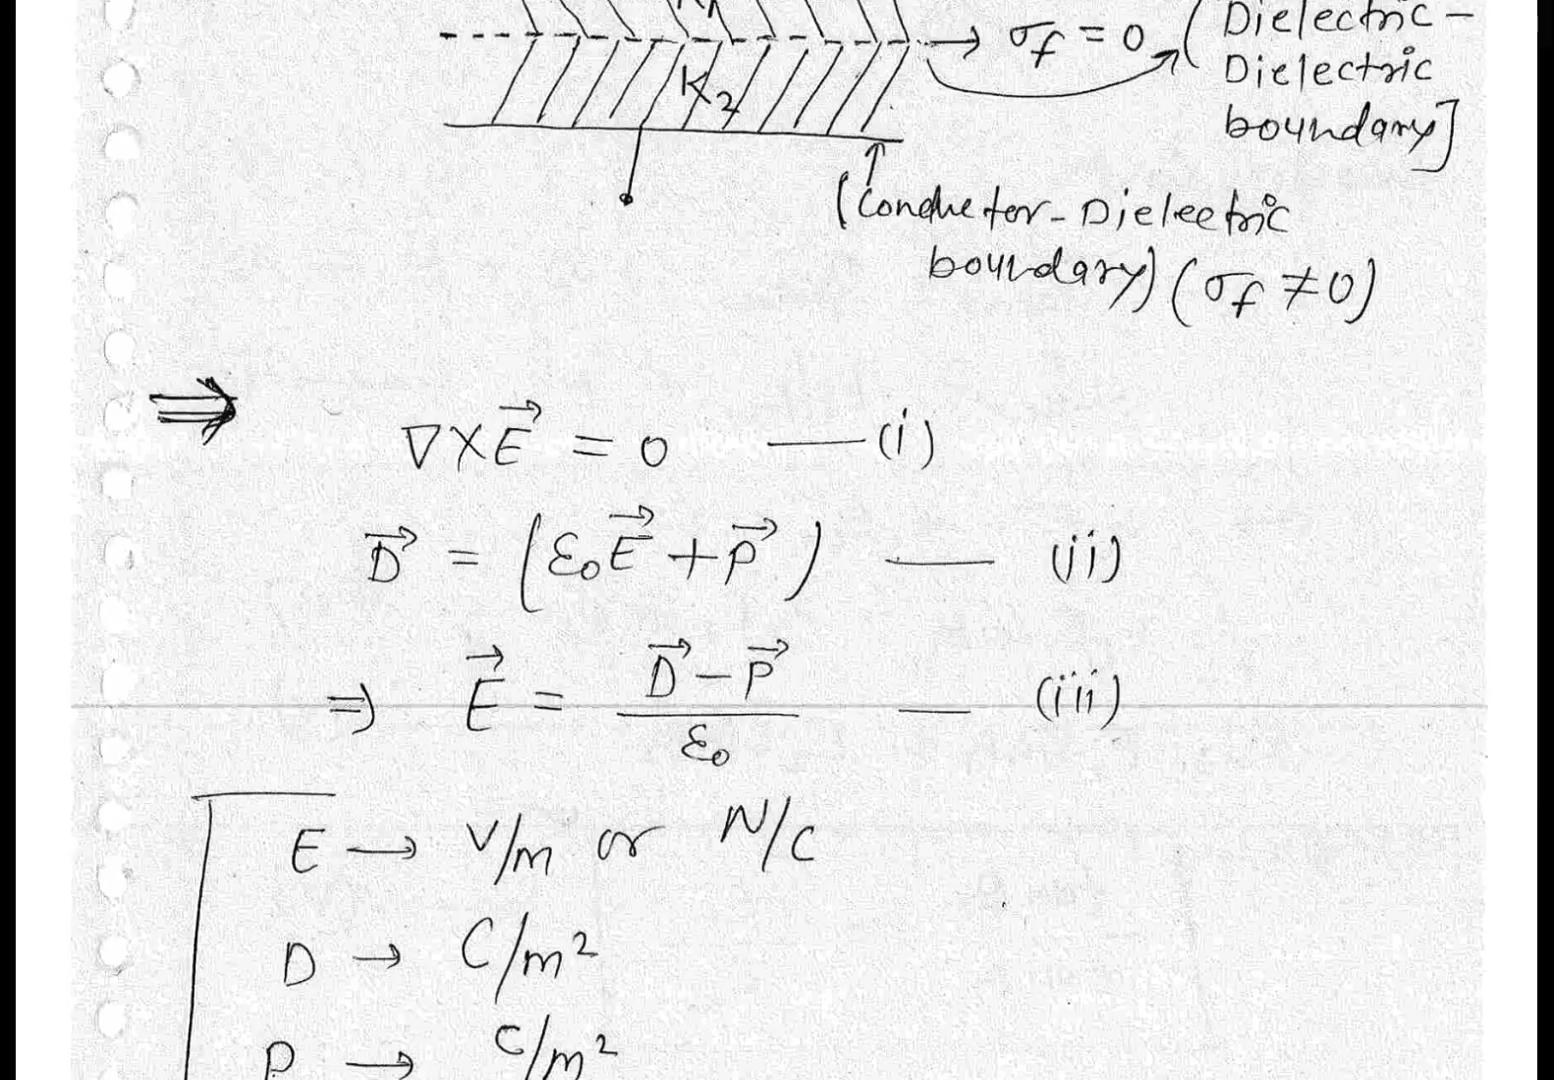 K₁
→ σf = 0 (Dielectric-
Dielectric
boundary]
K₂
(Conductor-Dielectric
boundary) (σf ≠ 0)
⇒
∇×E⃗ = 0 —(i)
D⃗ = (ε₀E⃗ + P⃗) — (ii)
⇒ E⃗ = (D⃗ - P⃗)/ε₀ — (iii)
E → V/m or N/C
D → C/m²
P → C/m²